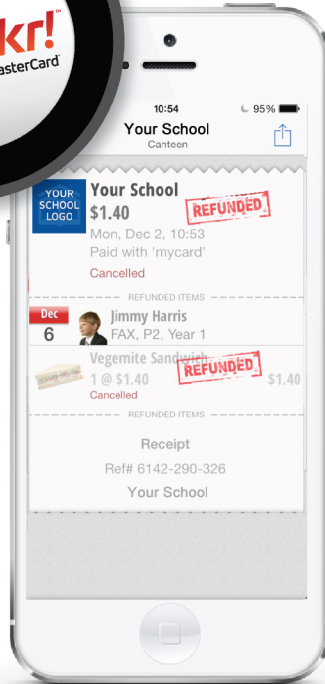 kr!™
asterCard
10:54
95%
Your School
Canteen
YOUR
SCHOOL
LOGO
Your School
$1.40
REFUNDED
Mon, Dec 2, 10:53
Paid with 'mycard'
Cancelled
REFUNDED ITEMS
Dec
6
Jimmy Harris
FAX, P2, Year 1
Vegemite Sandwich
1 @ $1.40
REFUNDED
$1.40
Cancelled
REFUNDED ITEMS
Receipt
Ref# 6142-290-326
Your School